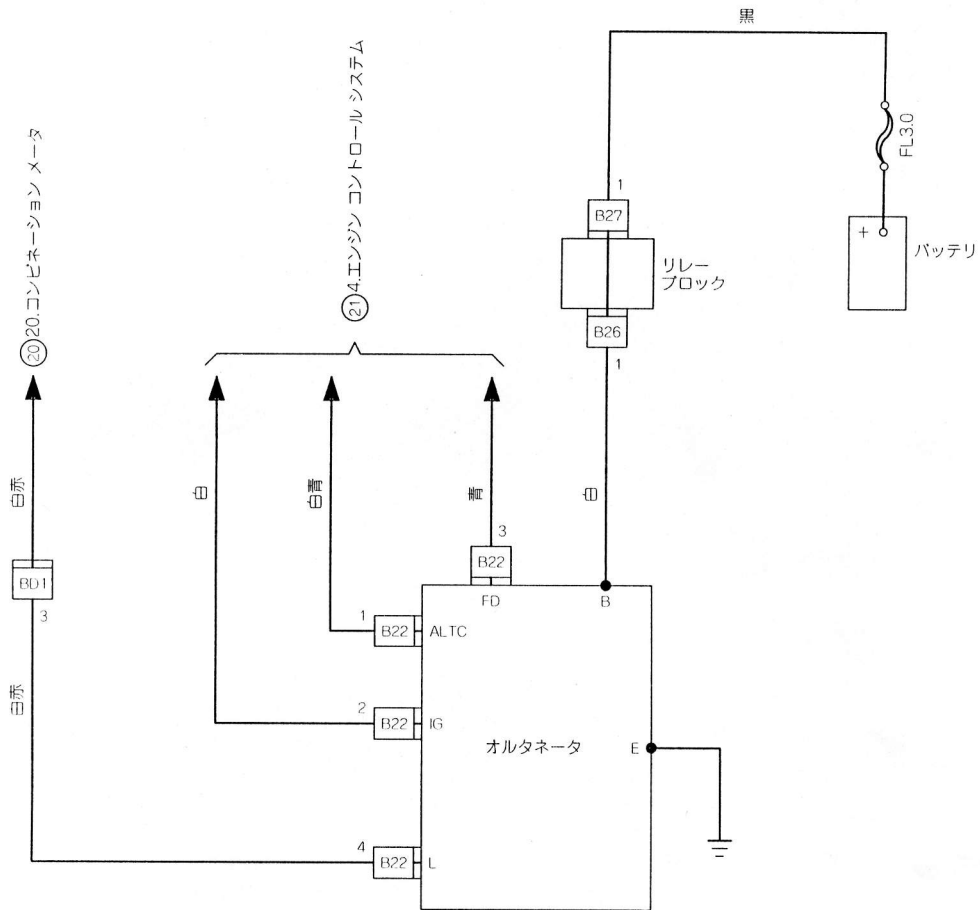 黒
FL3.0
+
バッテリ
1
B27
リレー
ブロック
B26
1
⑳20.コンビネーション メータ
㉑4.エンジン コントロール システム
白赤
白
白青
青
白
BD1
3
白赤
3
B22
FD
B
1
B22
ALTC
2
B22
IG
オルタネータ
E
4
B22
L